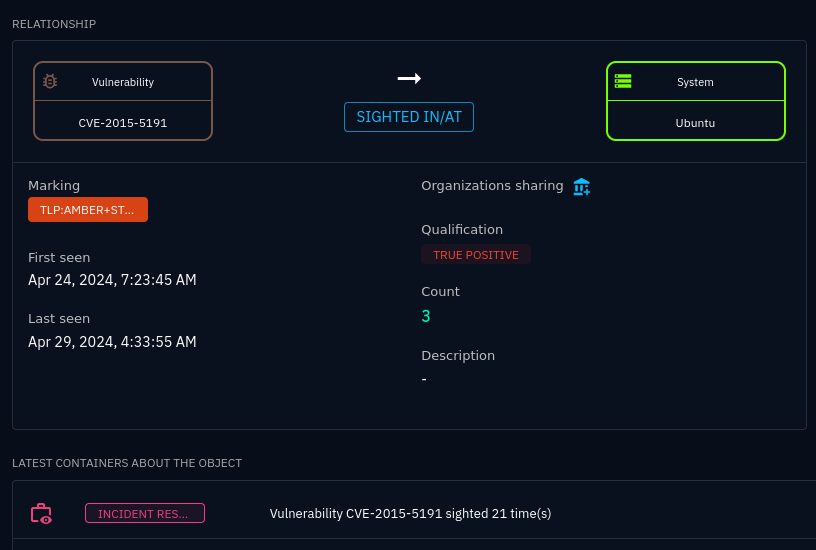 RELATIONSHIP
Vulnerability
CVE-2015-5191
SIGHTED IN/AT
System
Ubuntu
Marking
TLP:AMBER+ST...
First seen
Apr 24, 2024, 7:23:45 AM
Last seen
Apr 29, 2024, 4:33:55 AM
Organizations sharing
Qualification
TRUE POSITIVE
Count
3
Description
-
LATEST CONTAINERS ABOUT THE OBJECT
INCIDENT RES...
Vulnerability CVE-2015-5191 sighted 21 time(s)